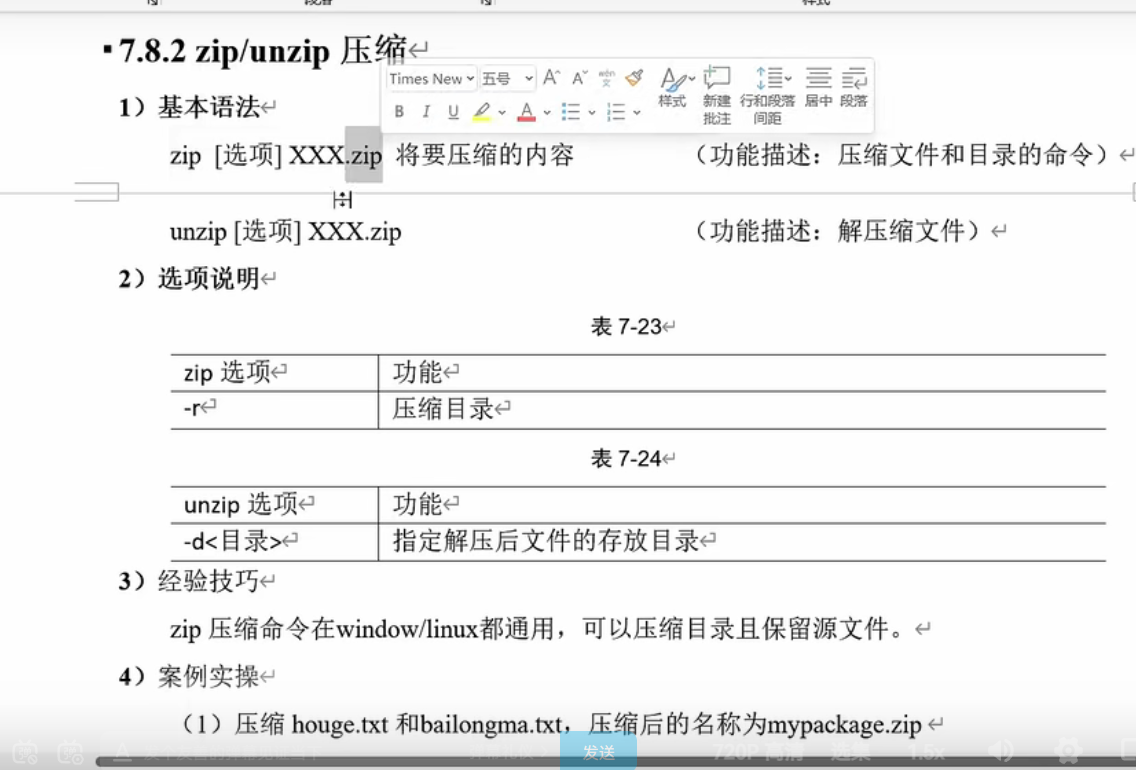 7.8.2 zip/unzip 压缩
Times New 五号
样式 新建批注 行和段落间距 居中 段落
B I U A
1）基本语法
zip [选项] XXX.zip 将要压缩的内容 （功能描述：压缩文件和目录的命令）
unzip [选项] XXX.zip （功能描述：解压缩文件）
2）选项说明
表 7-23
zip 选项 功能
-r 压缩目录
表 7-24
unzip 选项 功能
-d<目录> 指定解压后文件的存放目录
3）经验技巧
zip 压缩命令在window/linux都通用，可以压缩目录且保留源文件。
4）案例实操
（1）压缩 houge.txt 和bailongma.txt，压缩后的名称为mypackage.zip
发送 720P 高清 选集 1.5x